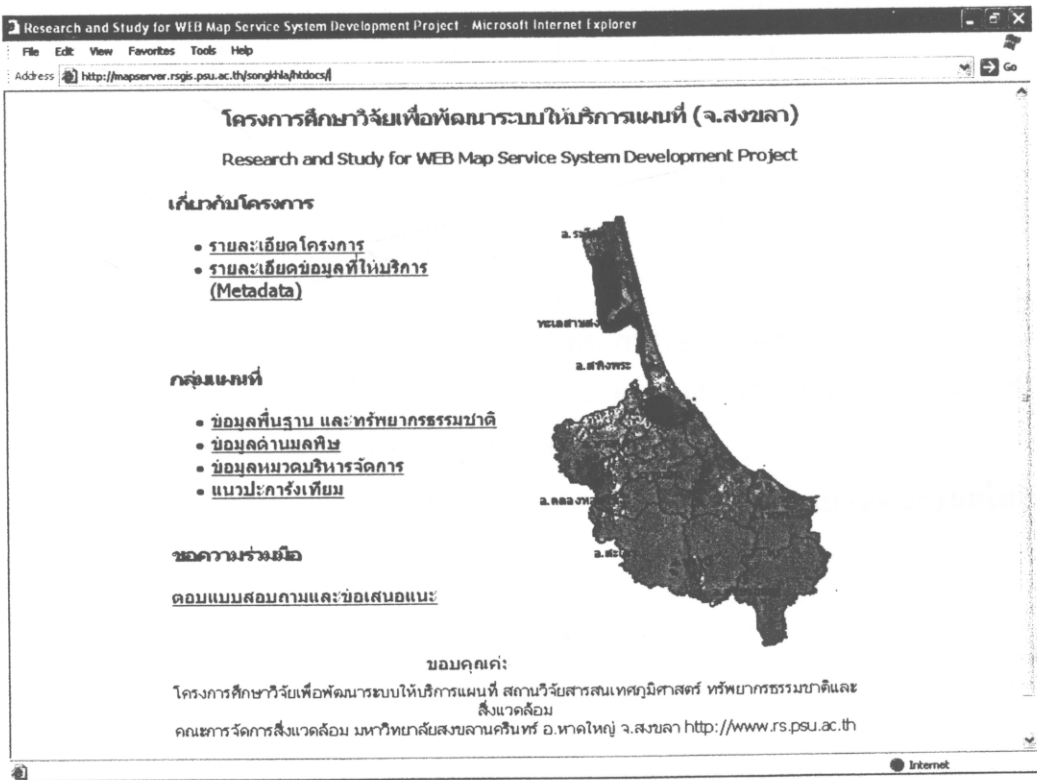 Research and Study for WEB Map Service System Development Project - Microsoft Internet Explorer
File Edit View Favorites Tools Help
Address http://mapserver.rsgis.psu.ac.th/songkhla/htdocs/ Go
โครงการศึกษาวิจัยเพื่อพัฒนาระบบให้บริการแผนที่ (จ.สงขลา)
Research and Study for WEB Map Service System Development Project
เกี่ยวกับโครงการ
• รายละเอียดโครงการ
• รายละเอียดข้อมูลที่ให้บริการ
(Metadata)
กลุ่มแผนที่
• ข้อมูลพื้นฐาน และทรัพยากรธรรมชาติ
• ข้อมูลด้านมลพิษ
• ข้อมูลหมวดบริหารจัดการ
• แนวปะการังเทียม
ขอความร่วมมือ
ตอบแบบสอบถามและข้อเสนอแนะ
อ.สทิงพระ
ขอบคุณค่ะ
โครงการศึกษาวิจัยเพื่อพัฒนาระบบให้บริการแผนที่ สถานวิจัยสารสนเทศภูมิศาสตร์ ทรัพยากรธรรมชาติและ
สิ่งแวดล้อม
คณะการจัดการสิ่งแวดล้อม มหาวิทยาลัยสงขลานครินทร์ อ.หาดใหญ่ จ.สงขลา http://www.rs.psu.ac.th
Internet